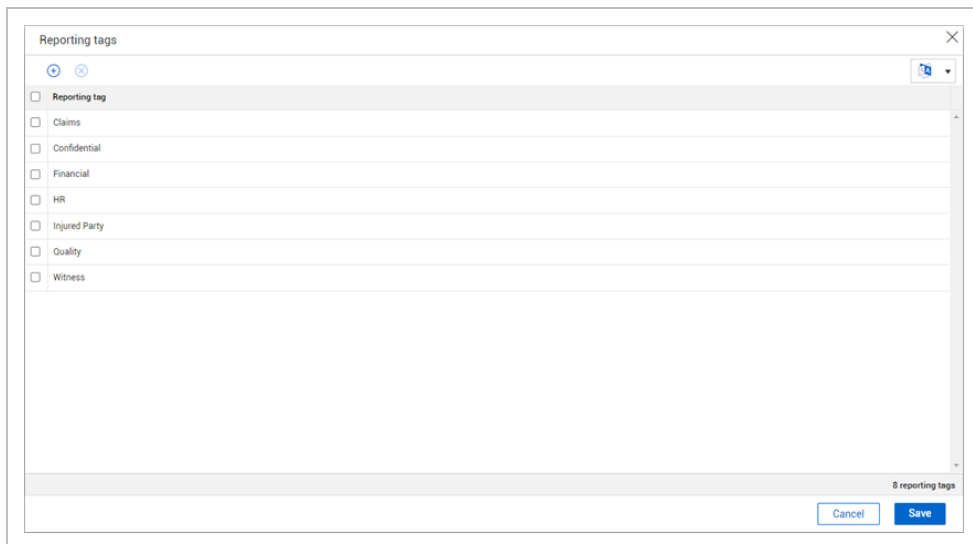 Reporting tags
Reporting tag
Claims
Confidential
Financial
HR
Injured Party
Quality
Witness
8 reporting tags
Cancel
Save